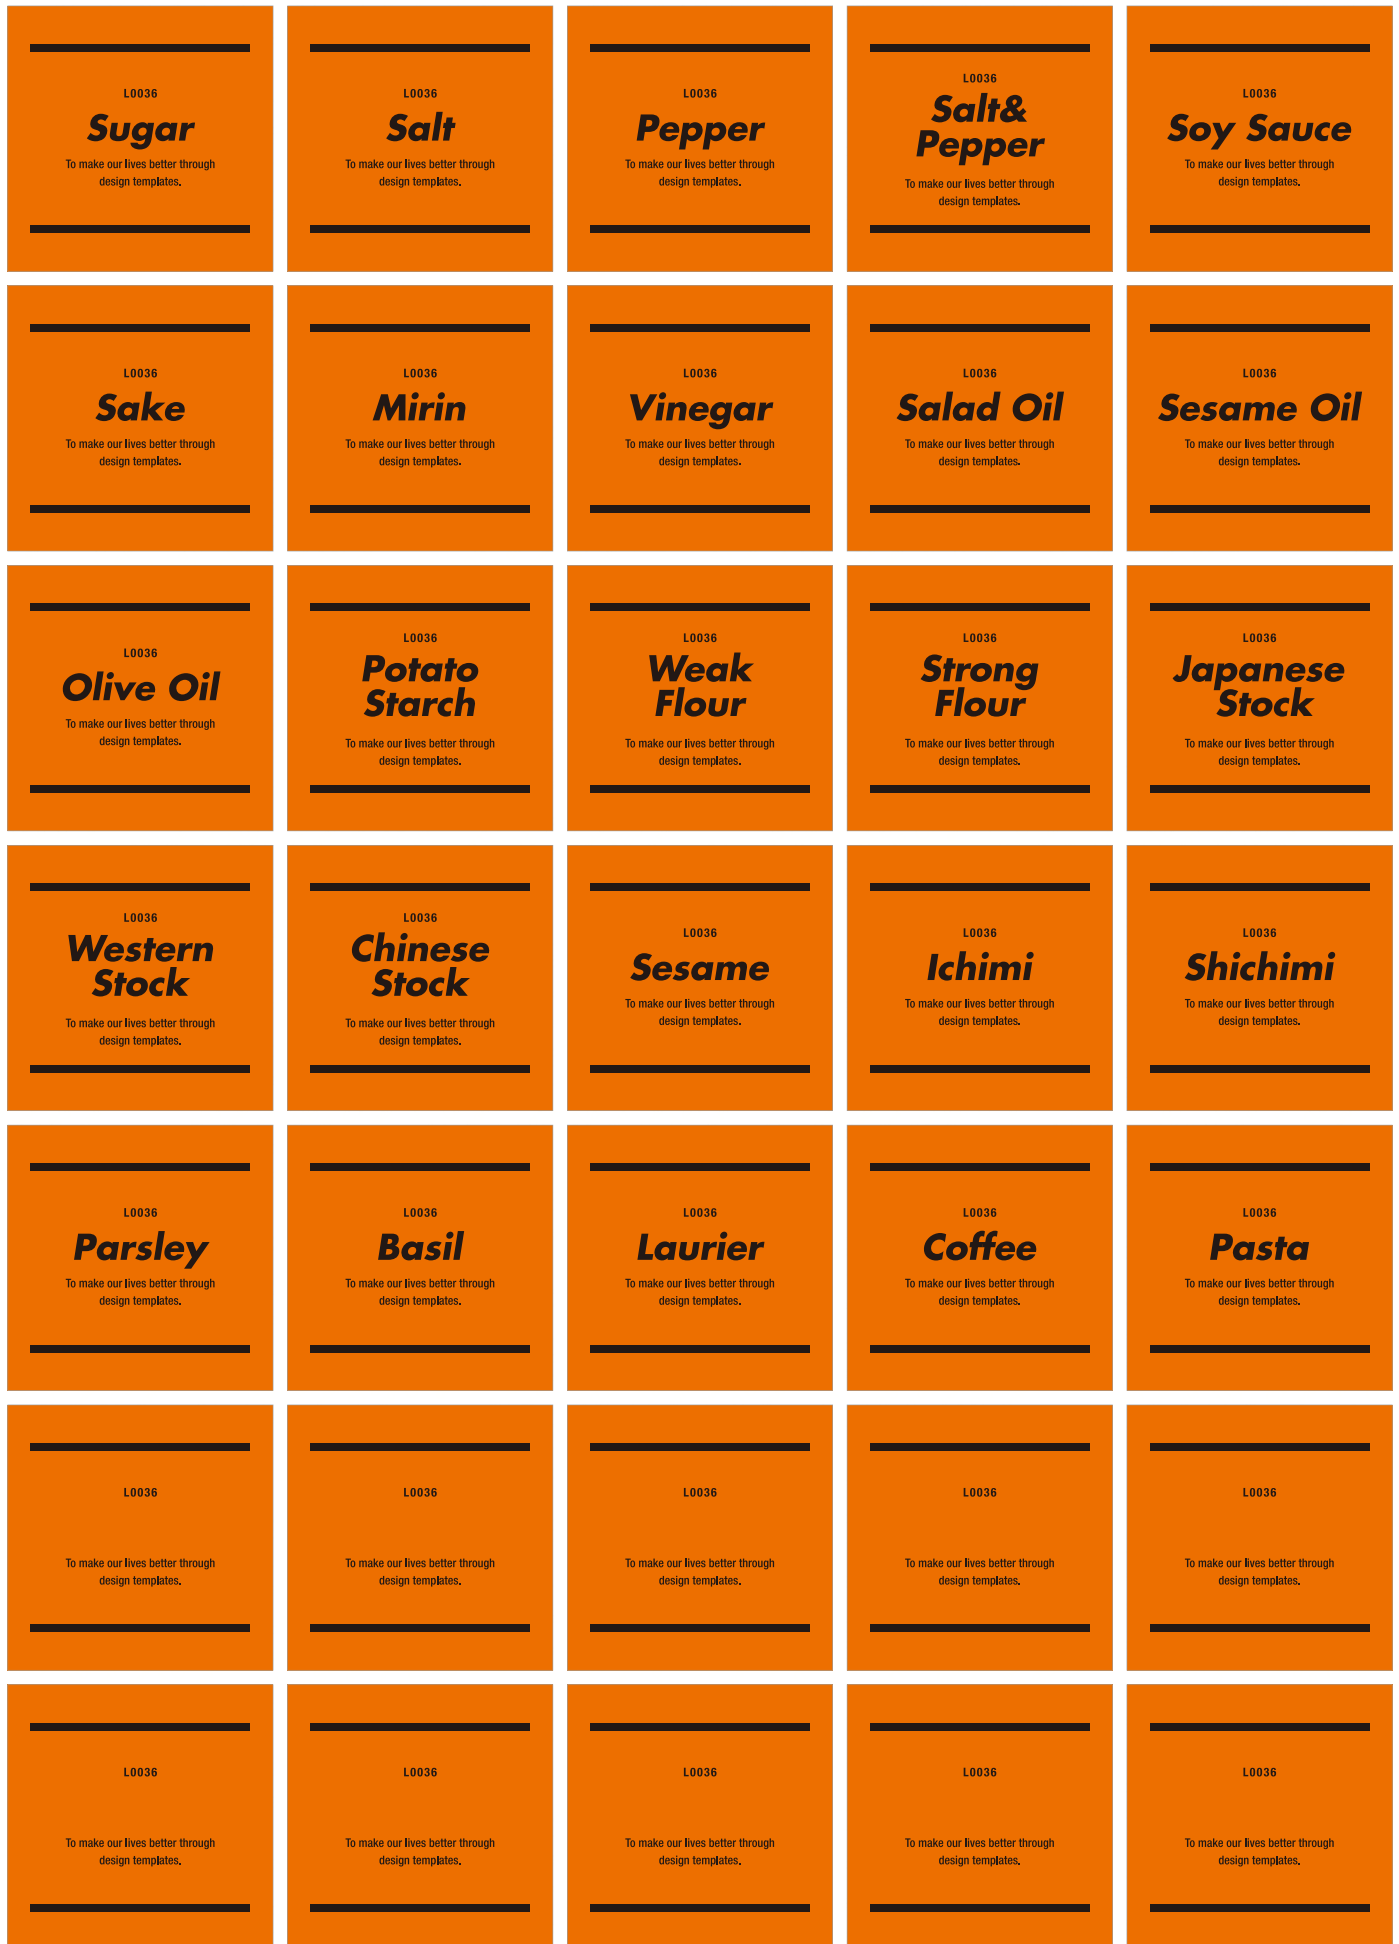 L0036
Sugar
To make our lives better through
design templates.
L0036
Salt
To make our lives better through
design templates.
L0036
Pepper
To make our lives better through
design templates.
L0036
Salt&
Pepper
To make our lives better through
design templates.
L0036
Soy Sauce
To make our lives better through
design templates.
L0036
Sake
To make our lives better through
design templates.
L0036
Mirin
To make our lives better through
design templates.
L0036
Vinegar
To make our lives better through
design templates.
L0036
Salad Oil
To make our lives better through
design templates.
L0036
Sesame Oil
To make our lives better through
design templates.
L0036
Olive Oil
To make our lives better through
design templates.
L0036
Potato
Starch
To make our lives better through
design templates.
L0036
Weak
Flour
To make our lives better through
design templates.
L0036
Strong
Flour
To make our lives better through
design templates.
L0036
Japanese
Stock
To make our lives better through
design templates.
L0036
Western
Stock
To make our lives better through
design templates.
L0036
Chinese
Stock
To make our lives better through
design templates.
L0036
Sesame
To make our lives better through
design templates.
L0036
Ichimi
To make our lives better through
design templates.
L0036
Shichimi
To make our lives better through
design templates.
L0036
Parsley
To make our lives better through
design templates.
L0036
Basil
To make our lives better through
design templates.
L0036
Laurier
To make our lives better through
design templates.
L0036
Coffee
To make our lives better through
design templates.
L0036
Pasta
To make our lives better through
design templates.
L0036
To make our lives better through
design templates.
L0036
To make our lives better through
design templates.
L0036
To make our lives better through
design templates.
L0036
To make our lives better through
design templates.
L0036
To make our lives better through
design templates.
L0036
To make our lives better through
design templates.
L0036
To make our lives better through
design templates.
L0036
To make our lives better through
design templates.
L0036
To make our lives better through
design templates.
L0036
To make our lives better through
design templates.